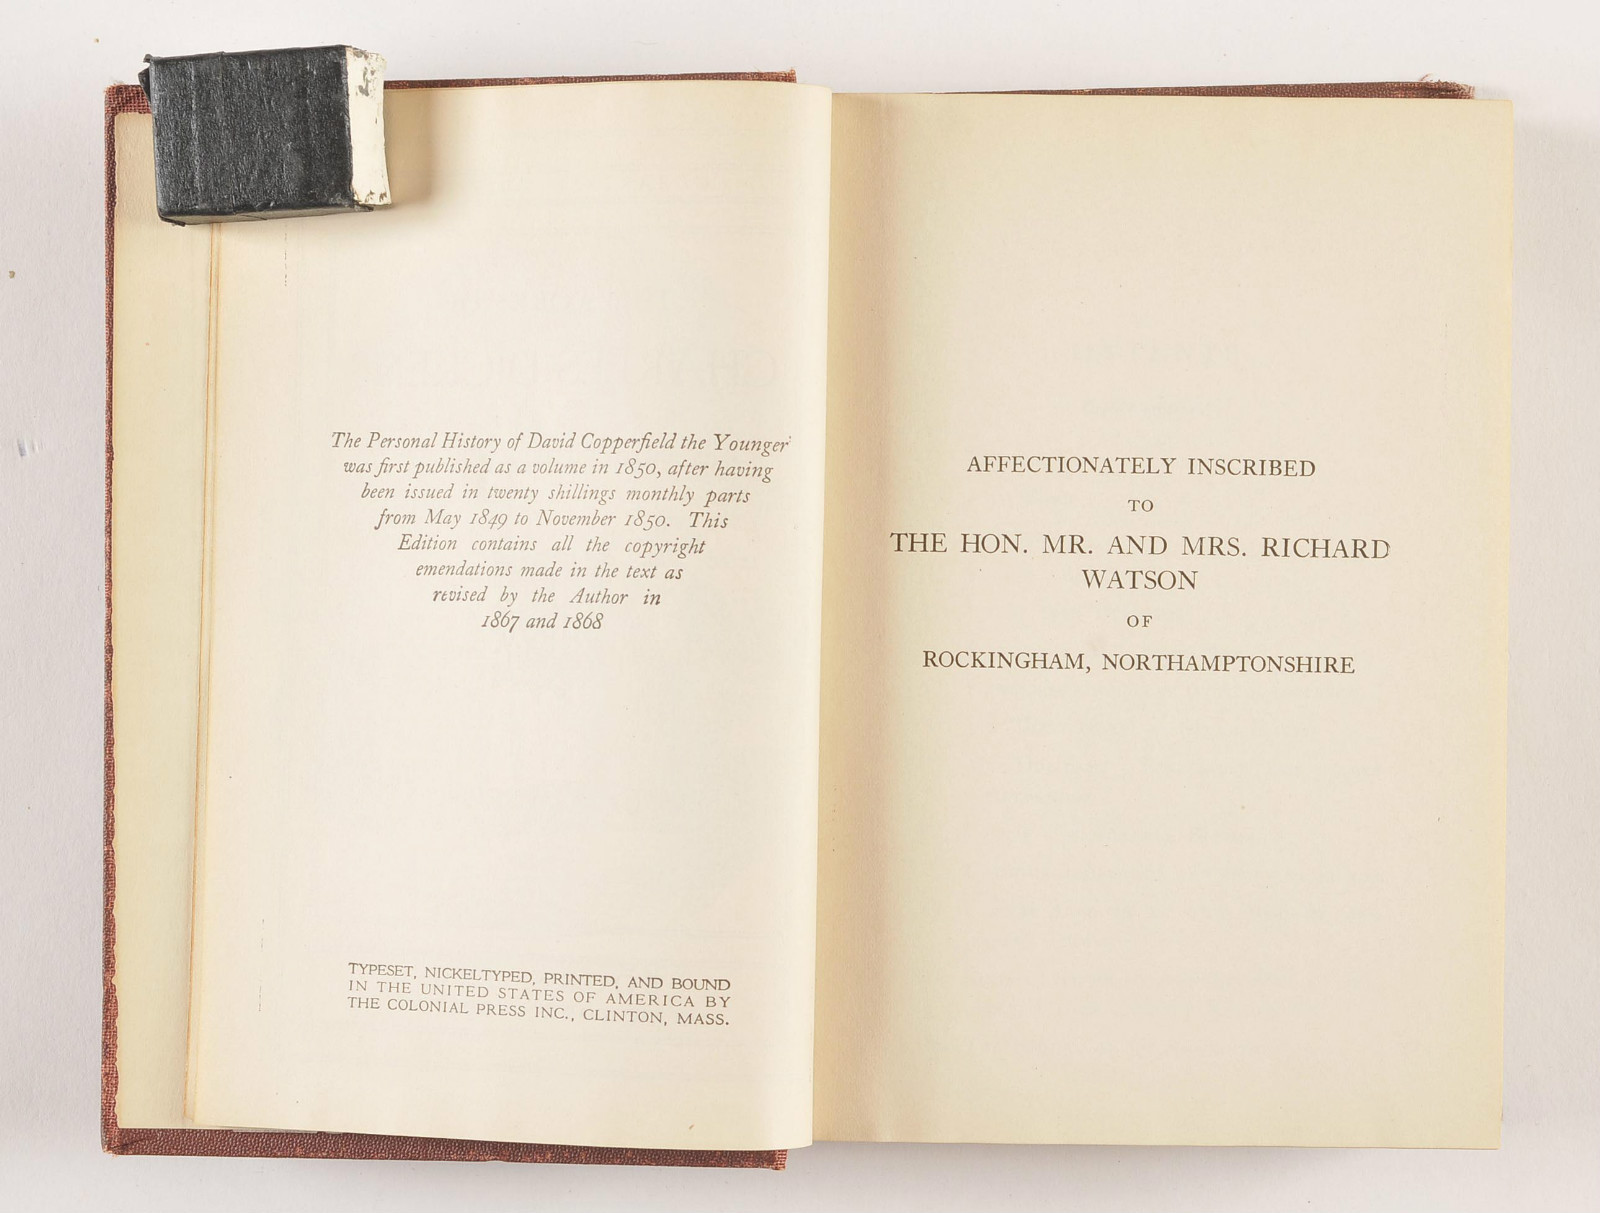 The Personal History of David Copperfield the Younger
was first published as a volume in 1850, after having
been issued in twenty shillings monthly parts
from May 1849 to November 1850. This
Edition contains all the copyright
emendations made in the text as
revised by the Author in
1867 and 1868
TYPESET, NICKELTYPED, PRINTED, AND BOUND
IN THE UNITED STATES OF AMERICA BY
THE COLONIAL PRESS INC., CLINTON, MASS.
AFFECTIONATELY INSCRIBED
TO
THE HON. MR. AND MRS. RICHARD
WATSON
OF
ROCKINGHAM, NORTHAMPTONSHIRE